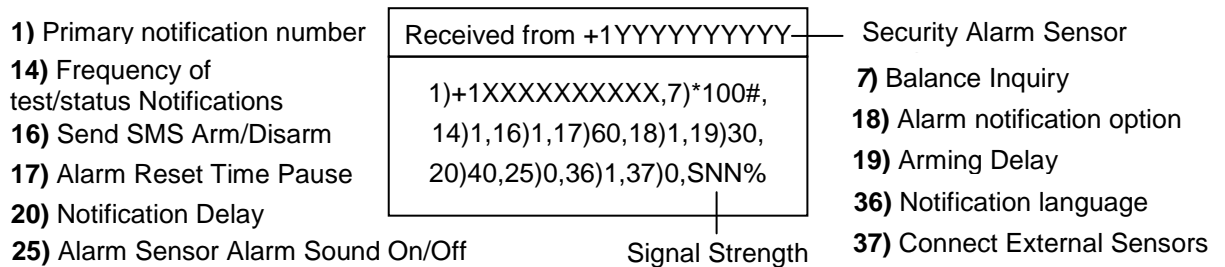 1) Primary notification number
14) Frequency of
test/status Notifications
16) Send SMS Arm/Disarm
17) Alarm Reset Time Pause
20) Notification Delay
25) Alarm Sensor Alarm Sound On/Off
Received from +1YYYYYYYYYY
1)+1XXXXXXXXXX,7)*100#,
14)1,16)1,17)60,18)1,19)30,
20)40,25)0,36)1,37)0,SNN%
Signal Strength
Security Alarm Sensor
7) Balance Inquiry
18) Alarm notification option
19) Arming Delay
36) Notification language
37) Connect External Sensors